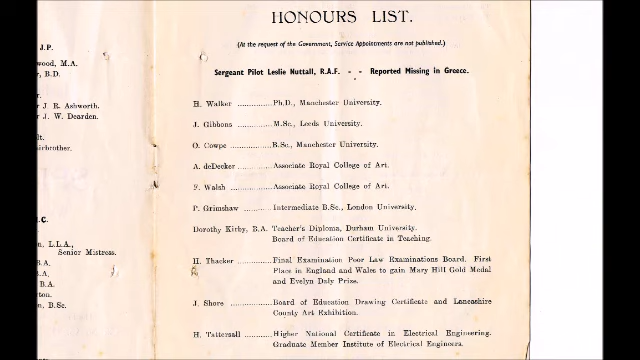 J.P.
wood, M.A.
r, B.D.
r.
r J R. Ashworth.
r J. W. Dearden.
lt.
airbrother.
I.C.
n, L.L.A.,
Senior Mistress.
B.A.
B.A,
B.A.
rton.
n, B.Sc.
HONOURS LIST.
(At the request of the Government, Service Appointments are not published.)
Sergeant Pilot Leslie Nuttall, R.A.F. - - Reported Missing in Greece.
H. Walker ............Ph.D., Manchester University.
J. Gibbons ............M.Sc., Leeds University.
O. Cowpe ..............B.Sc., Manchester University.
A. deDecker ..........Associate Royal College of Art.
F. Walsh ..............Associate Royal College of Art.
P. Grimshaw .........Intermediate B.Sc., London University.
Dorothy Kirby, B.A. Teacher's Diploma, Durham University.
Board of Education Certificate in Teaching.
H. Thacker ............Final Examination Poor Law Examinations Board. First
Place in England and Wales to gain Mary Hill Gold Medal
and Evelyn Daly Prize.
J. Shore ................Board of Education Drawing Certificate and Lancashire
County Art Exhibition.
H. Tattersall .........Higher National Certificate in Electrical Engineering.
Graduate Member Institute of Electrical Engineers.